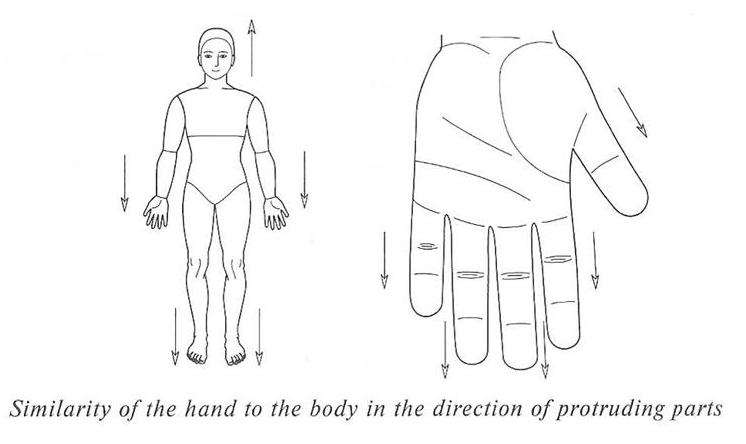 Similarity of the hand to the body in the direction of protruding parts